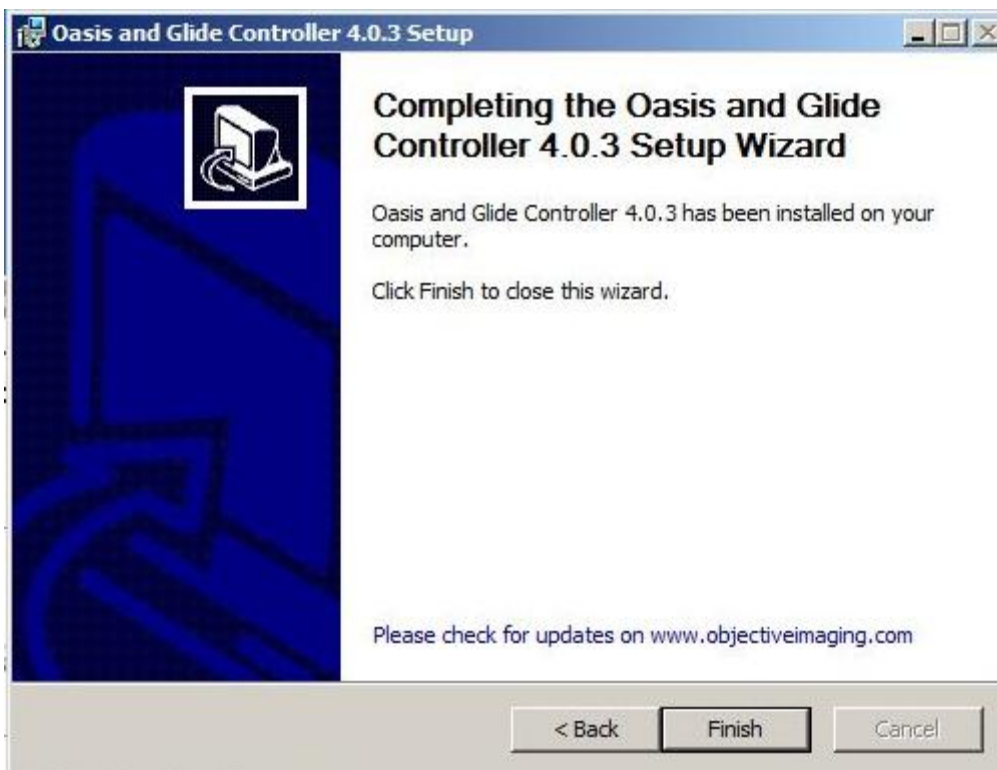 Oasis and Glide Controller 4.0.3 Setup
Completing the Oasis and Glide
Controller 4.0.3 Setup Wizard
Oasis and Glide Controller 4.0.3 has been installed on your
computer.
Click Finish to close this wizard.
Please check for updates on www.objectiveimaging.com
< Back
Finish
Cancel